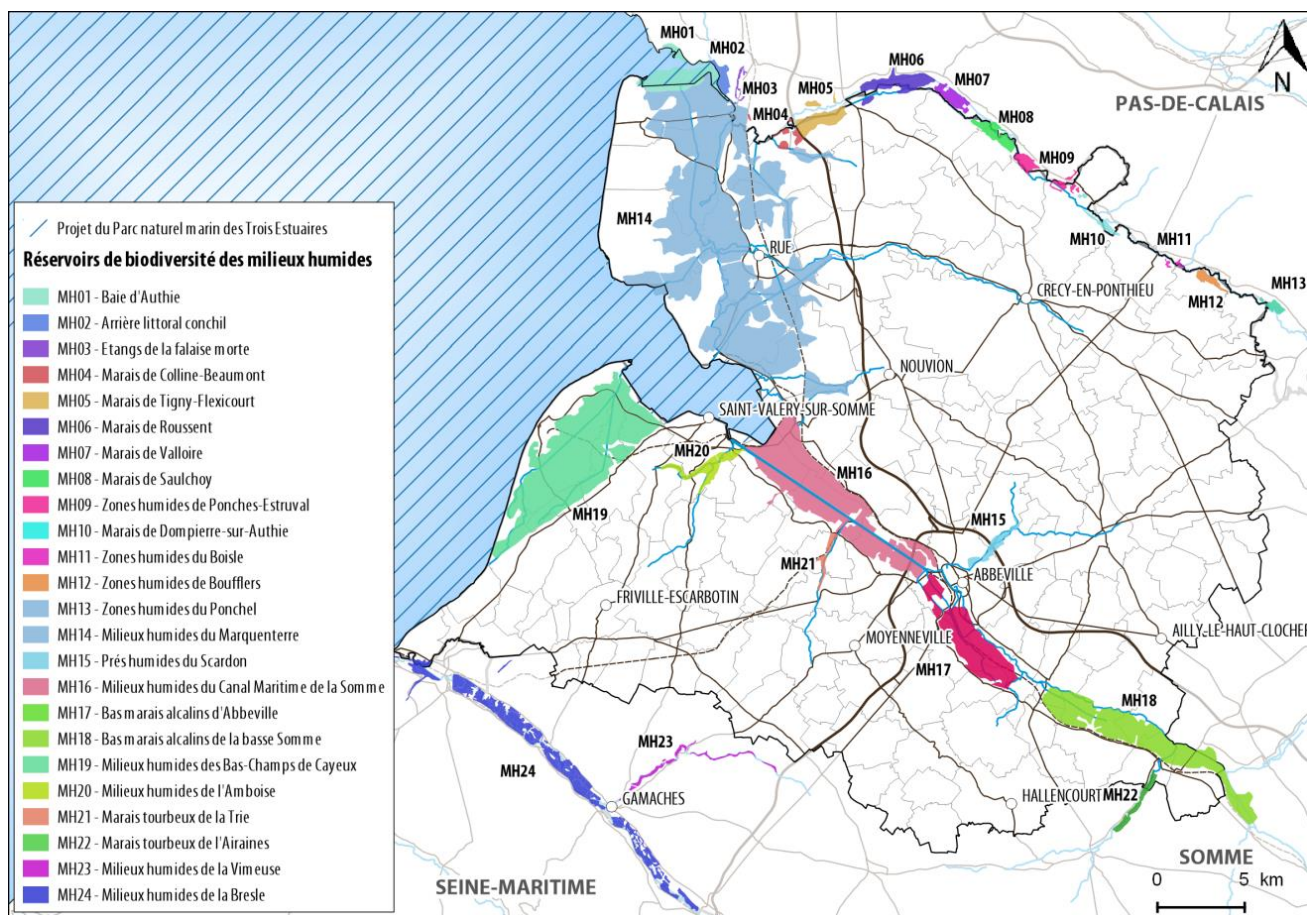 MH01
MH02
MH03
MH04
MH05
MH06
MH07
MH08
MH09
MH10
MH11
MH12
MH13
MH14
MH15
MH16
MH17
MH18
MH19
MH20
MH21
MH22
MH23
MH24
N
PAS-DE-CALAIS
RUE
CRECY-EN-PONTHIEU
NOUVION
SAINT-VALERY-SUR-SOMME
ABBEVILLE
FRIVILLE-ESCARBOTIN
MOYENNEVILLE
AILLY-LE-HAUT-CLOCHER
GAMACHES
HALLENCOURT
SEINE-MARITIME
SOMME
0 5 km
Projet du Parc naturel marin des Trois Estuaires
Réservoirs de biodiversité des milieux humides
MH01 - Baie d'Authie
MH02 - Arrière littoral conchil
MH03 - Etangs de la falaise morte
MH04 - Marais de Colline-Beaumont
MH05 - Marais de Tigny-Flexicourt
MH06 - Marais de Roussent
MH07 - Marais de Valloire
MH08 - Marais de Saulchoy
MH09 - Zones humides de Ponches-Estruval
MH10 - Marais de Dompierre-sur-Authie
MH11 - Zones humides du Boisle
MH12 - Zones humides de Boufflers
MH13 - Zones humides du Ponchel
MH14 - Milieux humides du Marquenterre
MH15 - Prés humides du Scardon
MH16 - Milieux humides du Canal Maritime de la Somme
MH17 - Bas marais alcalins d'Abbeville
MH18 - Bas marais alcalins de la basse Somme
MH19 - Milieux humides des Bas-Champs de Cayeux
MH20 - Milieux humides de l'Amboise
MH21 - Marais tourbeux de la Trie
MH22 - Marais tourbeux de l'Airaines
MH23 - Milieux humides de la Vimeuse
MH24 - Milieux humides de la Bresle